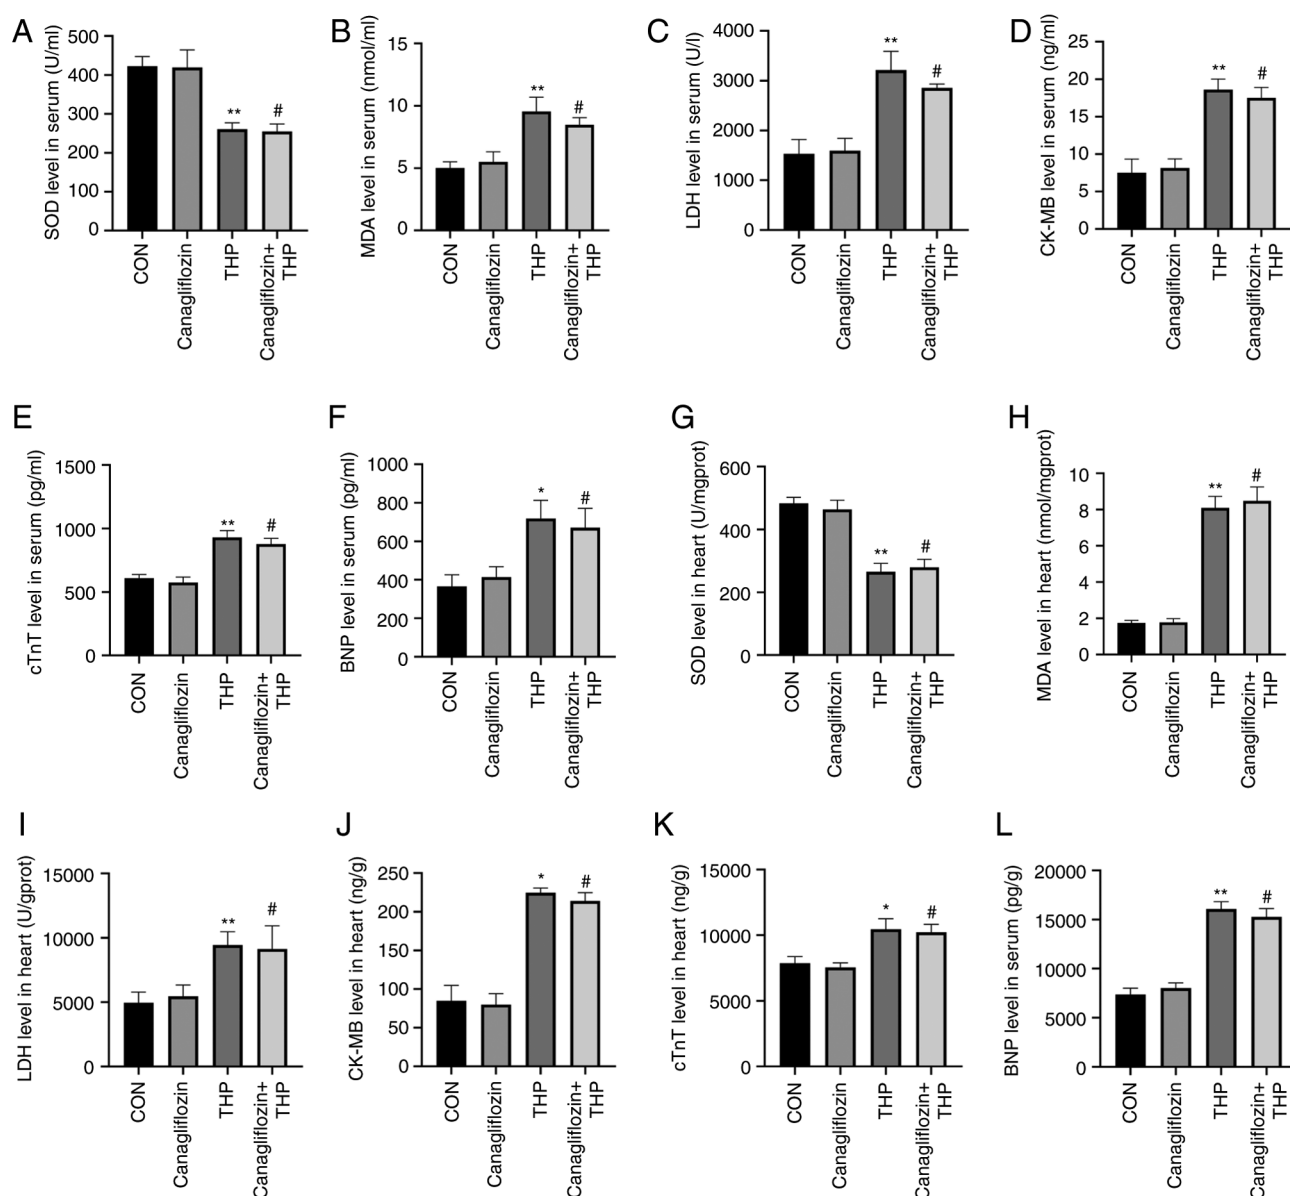 A
SOD level in serum (U/ml)
500
400
300
200
100
0
**
#
CON
Canagliflozin
THP
Canagliflozin+
THP
B
MDA level in serum (nmol/ml)
15
10
5
0
**
#
CON
Canagliflozin
THP
Canagliflozin+
THP
C
LDH level in serum (U/l)
4000
3000
2000
1000
0
**
#
CON
Canagliflozin
THP
Canagliflozin+
THP
D
CK-MB level in serum (ng/ml)
25
20
15
10
5
0
**
#
CON
Canagliflozin
THP
Canagliflozin+
THP
E
cTnT level in serum (pg/ml)
1500
1000
500
0
**
#
CON
Canagliflozin
THP
Canagliflozin+
THP
F
BNP level in serum (pg/ml)
1000
800
600
400
200
0
*
#
CON
Canagliflozin
THP
Canagliflozin+
THP
G
SOD level in heart (U/mgprot)
600
400
200
0
**
#
CON
Canagliflozin
THP
Canagliflozin+
THP
H
MDA level in heart (nmol/mgprot)
10
8
6
4
2
0
**
#
CON
Canagliflozin
THP
Canagliflozin+
THP
I
LDH level in heart (U/gprot)
15000
10000
5000
0
**
#
CON
Canagliflozin
THP
Canagliflozin+
THP
J
CK-MB level in heart (ng/g)
250
200
150
100
50
0
*
#
CON
Canagliflozin
THP
Canagliflozin+
THP
K
cTnT level in heart (ng/g)
15000
10000
5000
0
*
#
CON
Canagliflozin
THP
Canagliflozin+
THP
L
BNP level in serum (pg/g)
20000
15000
10000
5000
0
**
#
CON
Canagliflozin
THP
Canagliflozin+
THP